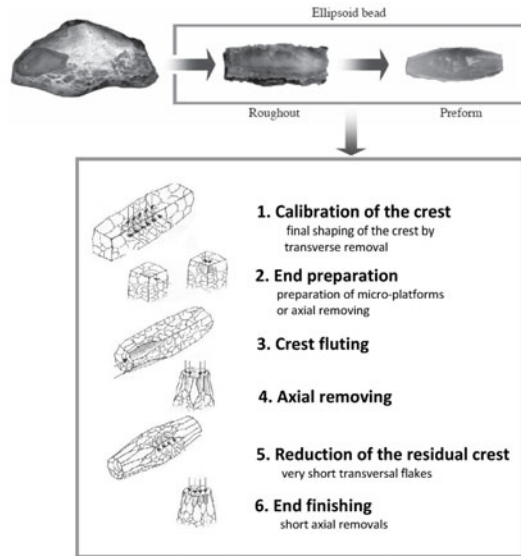 Ellipsoid bead
Roughout
Preform
1. Calibration of the crest
final shaping of the crest by
transverse removal
2. End preparation
preparation of micro-platforms
or axial removing
3. Crest fluting
4. Axial removing
5. Reduction of the residual crest
very short transversal flakes
6. End finishing
short axial removals